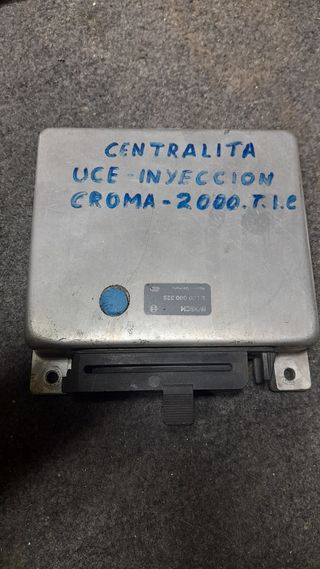 CENTRALITA
UCE-INYECCION
CROMA-2000.T.I.e
BOSCH